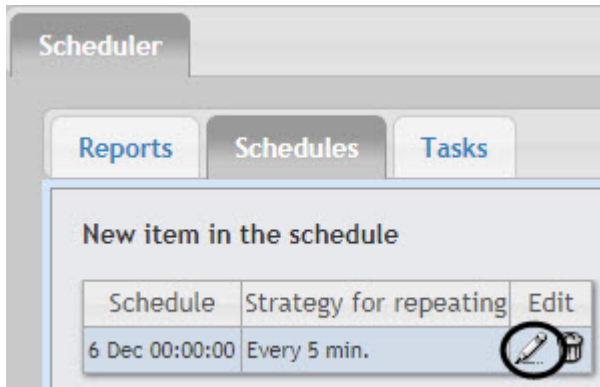 Scheduler
Reports Schedules Tasks
New item in the schedule
Schedule Strategy for repeating Edit
6 Dec 00:00:00 Every 5 min.